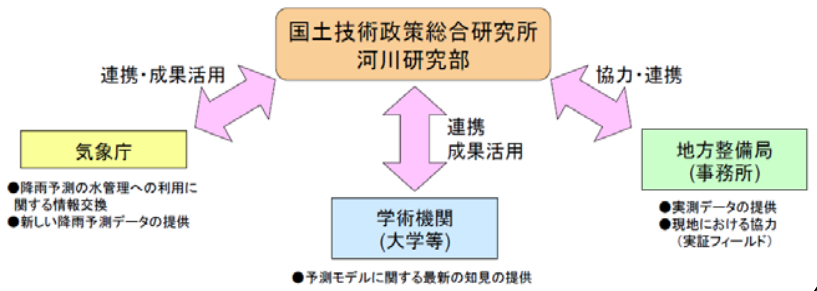 国土技術政策総合研究所
河川研究部
連携・成果活用
協力・連携
連携
成果活用
気象庁
●降雨予測の水管理への利用に
関する情報交換
●新しい降雨予測データの提供
学術機関
(大学等)
●予測モデルに関する最新の知見の提供
地方整備局
(事務所)
●実測データの提供
●現地における協力
(実証フィールド)